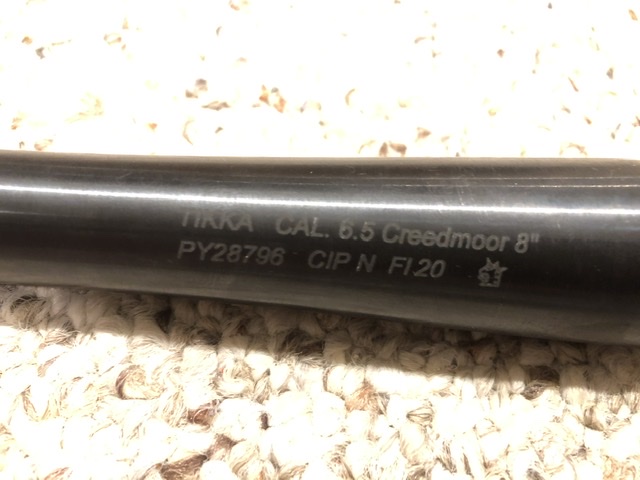 TIKKA CAL. 6.5 Creedmoor 8"
PY28796 CIP N FI 20